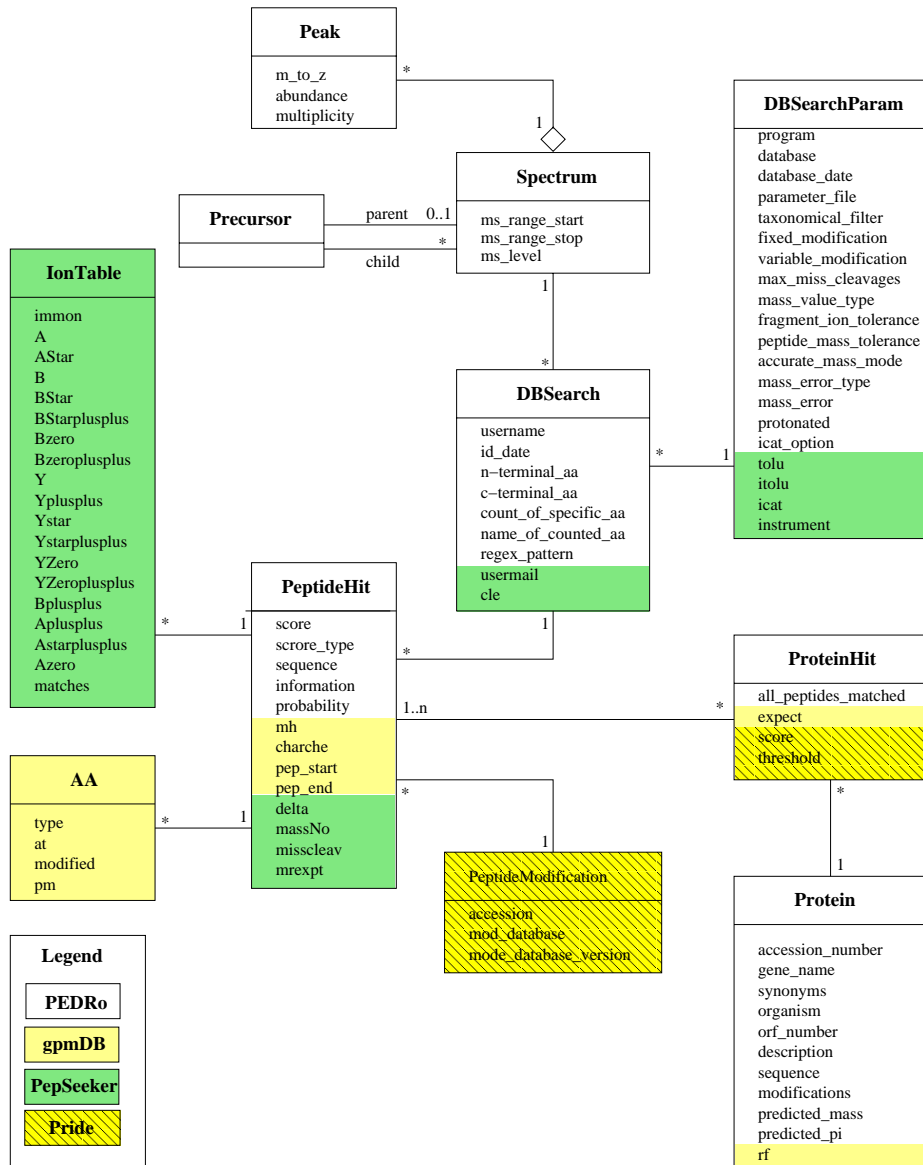 Peak
m_to_z
abundance
multiplicity
*
1
DBSearchParam
program
database
database_date
parameter_file
taxonomical_filter
fixed_modification
variable_modification
max_miss_cleavages
mass_value_type
fragment_ion_tolerance
peptide_mass_tolerance
accurate_mass_mode
mass_error_type
mass_error
protonated
icat_option
tolu
itolu
icat
instrument
Spectrum
ms_range_start
ms_range_stop
ms_level
Precursor
parent 0..1
*
child
1
*
IonTable
immon
A
AStar
B
BStar
BStarplusplus
Bzero
Bzeroplusplus
Y
Yplusplus
Ystar
Ystarplusplus
YZero
YZeroplusplus
Bplusplus
Aplusplus
Astarplusplus
Azero
matches
DBSearch
username
id_date
n−terminal_aa
c−terminal_aa
count_of_specific_aa
name_of_counted_aa
regex_pattern
usermail
cle
* 1
1
*
PeptideHit
score
scrore_type
sequence
information
probability
mh
charche
pep_start
pep_end
delta
massNo
misscleav
mrexpt
* 1
1..n *
ProteinHit
all_peptides_matched
expect
score
threshold
AA
type
at
modified
pm
* 1
*
1
PeptideModification
accession
mod_database
mode_database_version
*
1
Protein
accession_number
gene_name
synonyms
organism
orf_number
description
sequence
modifications
predicted_mass
predicted_pi
rf
Legend
PEDRo
gpmDB
PepSeeker
Pride